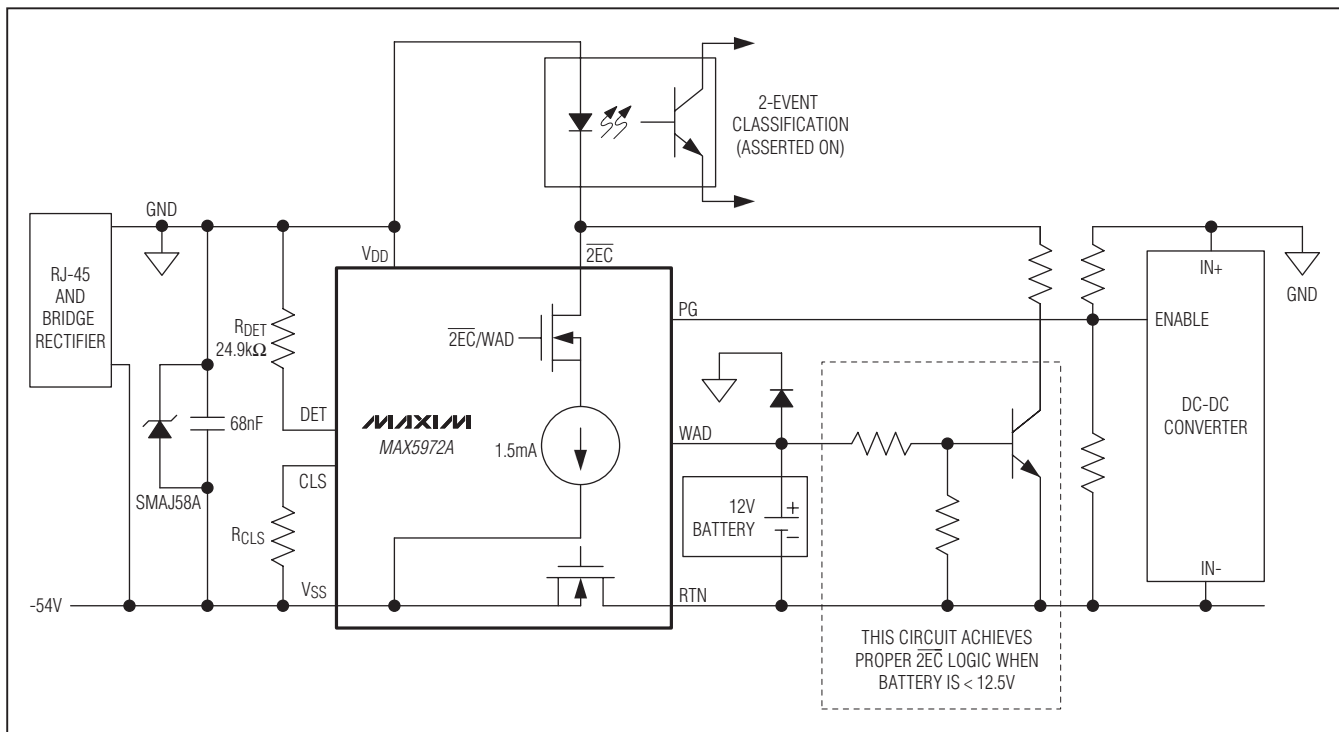 2-EVENT
CLASSIFICATION
(ASSERTED ON)
GND
VDD
2EC
RJ-45
AND
BRIDGE
RECTIFIER
IN+
GND
PG
ENABLE
RDET
24.9kΩ
2EC/WAD
68nF
DET
MAXIM
MAX5972A
1.5mA
WAD
DC-DC
CONVERTER
SMAJ58A
CLS
RCLS
12V
BATTERY
+
−
IN-
-54V
VSS
RTN
THIS CIRCUIT ACHIEVES
PROPER 2EC LOGIC WHEN
BATTERY IS < 12.5V